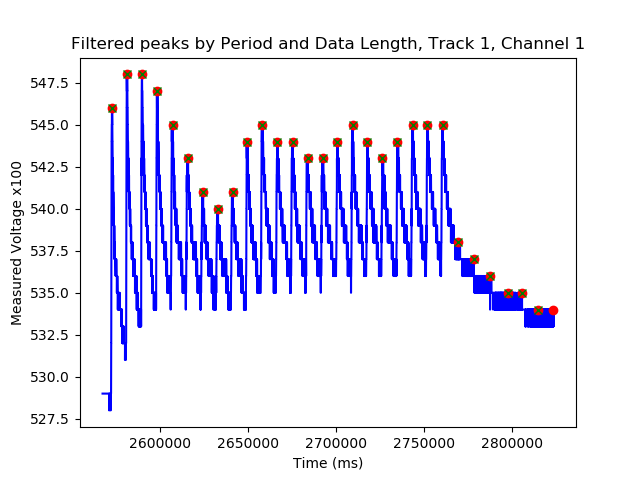 Filtered peaks by Period and Data Length, Track 1, Channel 1
547.5
545.0
542.5
540.0
537.5
535.0
532.5
530.0
527.5
Measured Voltage x100
2600000 2650000 2700000 2750000 2800000
Time (ms)